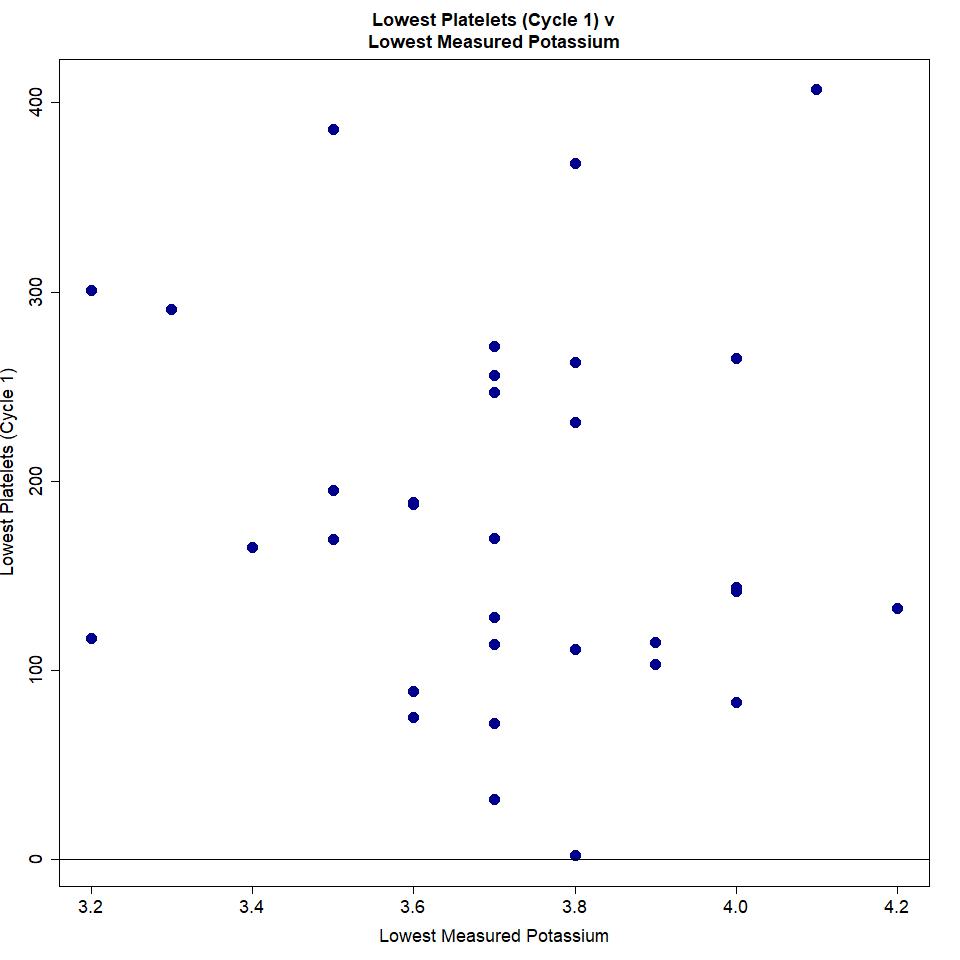 Lowest Platelets (Cycle 1) v
Lowest Measured Potassium
400
300
200
100
0
Lowest Platelets (Cycle 1)
3.2 3.4 3.6 3.8 4.0 4.2
Lowest Measured Potassium